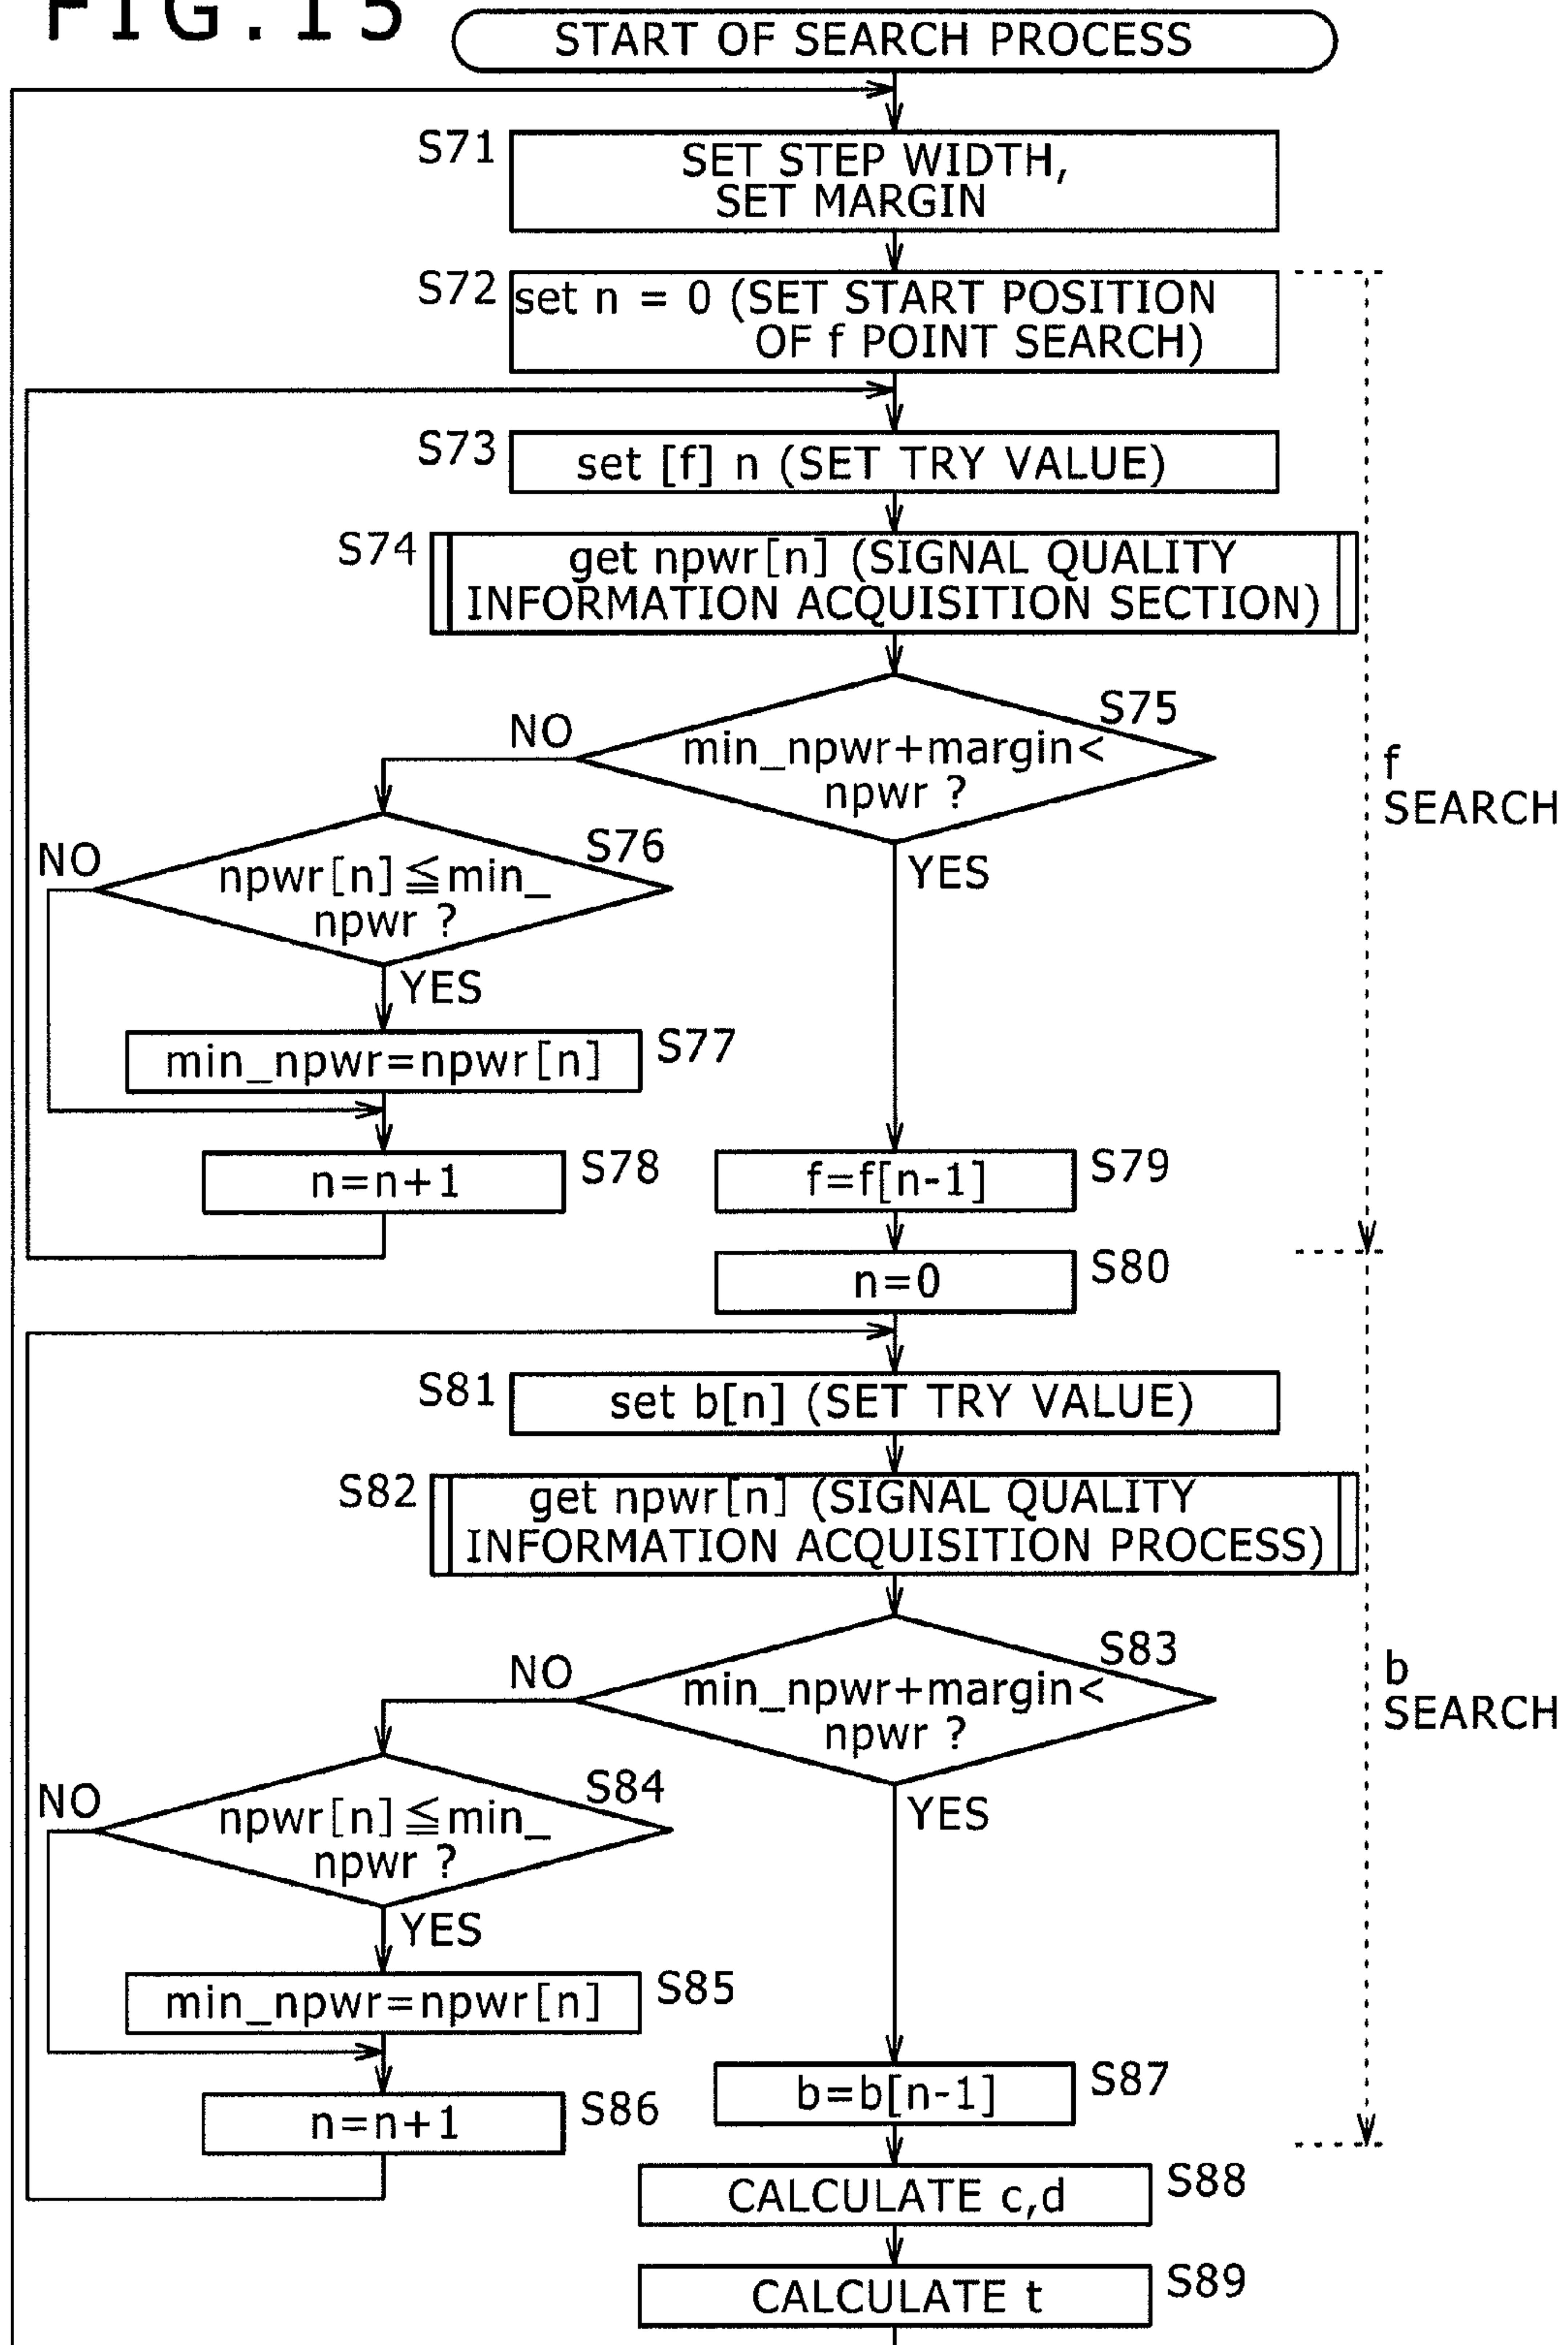 FIG.15
START OF SEARCH PROCESS
S71
SET STEP WIDTH,
SET MARGIN
S72
set n = 0 (SET START POSITION
OF f POINT SEARCH)
S73
set [f] n (SET TRY VALUE)
S74
get npwr[n] (SIGNAL QUALITY
INFORMATION ACQUISITION SECTION)
S75
NO
min_npwr+margin<
npwr ?
f
SEARCH
S76
NO
npwr[n]≦min_
npwr ?
YES
YES
min_npwr=npwr[n]
S77
n=n+1
S78
f=f[n-1]
S79
n=0
S80
S81
set b[n] (SET TRY VALUE)
S82
get npwr[n] (SIGNAL QUALITY
INFORMATION ACQUISITION PROCESS)
S83
NO
min_npwr+margin<
npwr ?
b
SEARCH
S84
NO
npwr[n]≦min_
npwr ?
YES
YES
min_npwr=npwr[n]
S85
n=n+1
S86
b=b[n-1]
S87
CALCULATE c,d
S88
CALCULATE t
S89